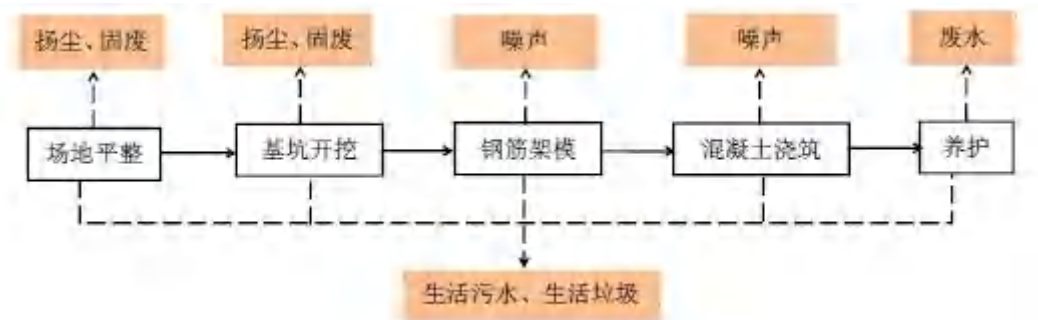 扬尘、固废
扬尘、固废
噪声
噪声
废水
场地平整
基坑开挖
钢筋架模
混凝土浇筑
养护
生活污水、生活垃圾